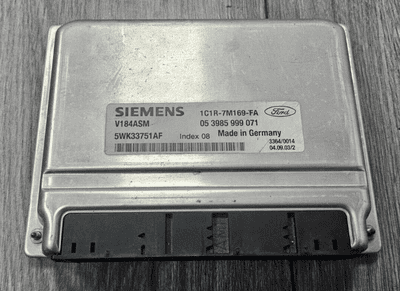 SIEMENS 1C1R-7M169-FA Ford
V184ASM 05 3985 999 071
5WK33751AF Index 08 Made in Germany
3364/0014
04.09.03/2